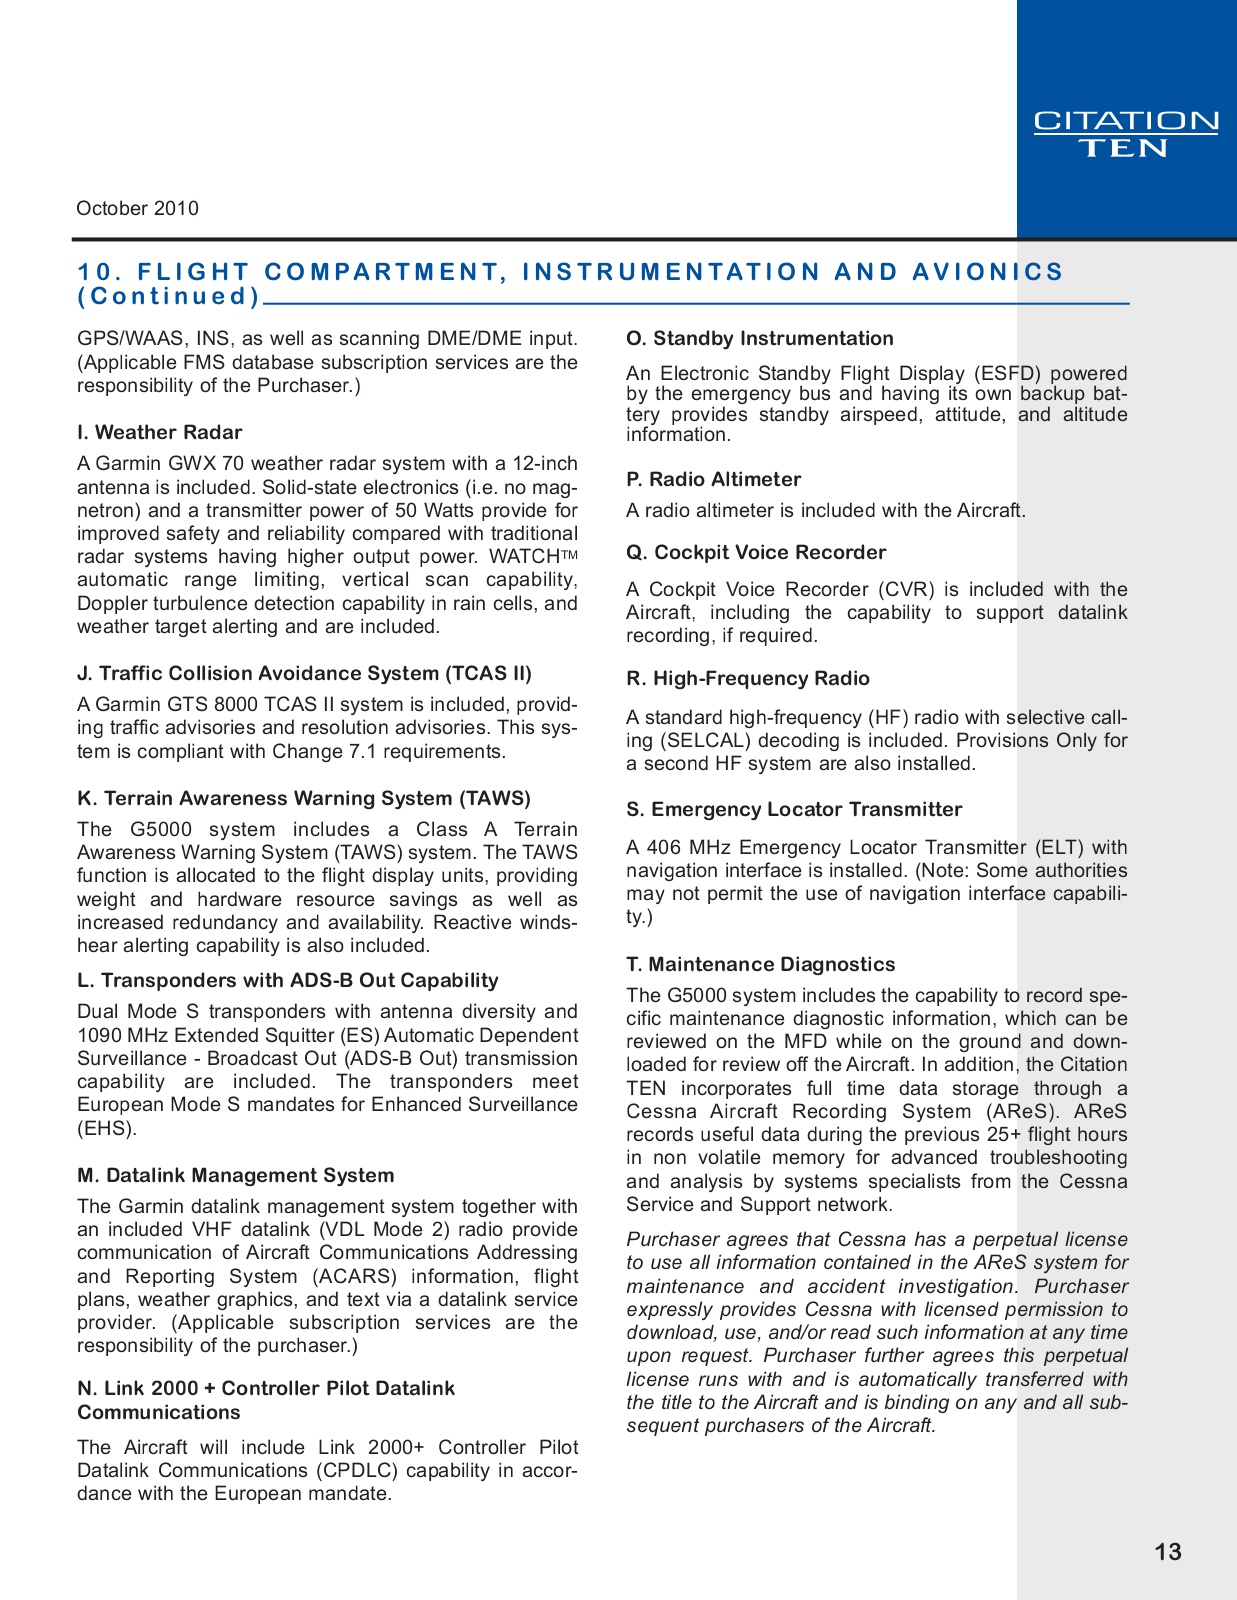 CITATION
TEN
October 2010
10. FLIGHT COMPARTMENT, INSTRUMENTATION AND AVIONICS
(Continued)
GPS/WAAS, INS, as well as scanning DME/DME input.
(Applicable FMS database subscription services are the
responsibility of the Purchaser.)
I. Weather Radar
A Garmin GWX 70 weather radar system with a 12-inch
antenna is included. Solid-state electronics (i.e. no mag-
netron) and a transmitter power of 50 Watts provide for
improved safety and reliability compared with traditional
radar systems having higher output power. WATCH™
automatic range limiting, vertical scan capability,
Doppler turbulence detection capability in rain cells, and
weather target alerting and are included.
J. Traffic Collision Avoidance System (TCAS II)
A Garmin GTS 8000 TCAS II system is included, provid-
ing traffic advisories and resolution advisories. This sys-
tem is compliant with Change 7.1 requirements.
K. Terrain Awareness Warning System (TAWS)
The G5000 system includes a Class A Terrain
Awareness Warning System (TAWS) system. The TAWS
function is allocated to the flight display units, providing
weight and hardware resource savings as well as
increased redundancy and availability. Reactive winds-
hear alerting capability is also included.
L. Transponders with ADS-B Out Capability
Dual Mode S transponders with antenna diversity and
1090 MHz Extended Squitter (ES) Automatic Dependent
Surveillance - Broadcast Out (ADS-B Out) transmission
capability are included. The transponders meet
European Mode S mandates for Enhanced Surveillance
(EHS).
M. Datalink Management System
The Garmin datalink management system together with
an included VHF datalink (VDL Mode 2) radio provide
communication of Aircraft Communications Addressing
and Reporting System (ACARS) information, flight
plans, weather graphics, and text via a datalink service
provider. (Applicable subscription services are the
responsibility of the purchaser.)
N. Link 2000 + Controller Pilot Datalink
Communications
The Aircraft will include Link 2000+ Controller Pilot
Datalink Communications (CPDLC) capability in accor-
dance with the European mandate.
O. Standby Instrumentation
An Electronic Standby Flight Display (ESFD) powered
by the emergency bus and having its own backup bat-
tery provides standby airspeed, attitude, and altitude
information.
P. Radio Altimeter
A radio altimeter is included with the Aircraft.
Q. Cockpit Voice Recorder
A Cockpit Voice Recorder (CVR) is included with the
Aircraft, including the capability to support datalink
recording, if required.
R. High-Frequency Radio
A standard high-frequency (HF) radio with selective call-
ing (SELCAL) decoding is included. Provisions Only for
a second HF system are also installed.
S. Emergency Locator Transmitter
A 406 MHz Emergency Locator Transmitter (ELT) with
navigation interface is installed. (Note: Some authorities
may not permit the use of navigation interface capabili-
ty.)
T. Maintenance Diagnostics
The G5000 system includes the capability to record spe-
cific maintenance diagnostic information, which can be
reviewed on the MFD while on the ground and down-
loaded for review off the Aircraft. In addition, the Citation
TEN incorporates full time data storage through a
Cessna Aircraft Recording System (AReS). AReS
records useful data during the previous 25+ flight hours
in non volatile memory for advanced troubleshooting
and analysis by systems specialists from the Cessna
Service and Support network.
Purchaser agrees that Cessna has a perpetual license
to use all information contained in the AReS system for
maintenance and accident investigation. Purchaser
expressly provides Cessna with licensed permission to
download, use, and/or read such information at any time
upon request. Purchaser further agrees this perpetual
license runs with and is automatically transferred with
the title to the Aircraft and is binding on any and all sub-
sequent purchasers of the Aircraft.
13